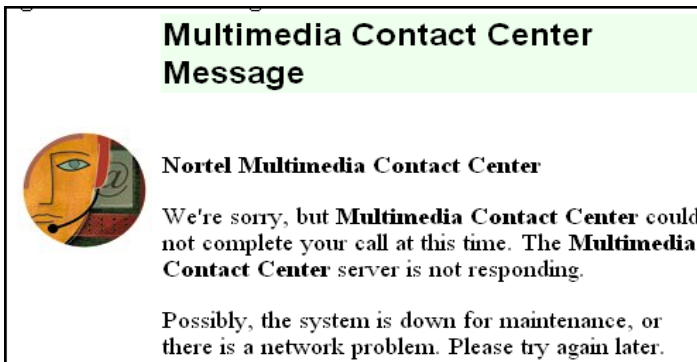 Multimedia Contact Center
Message
@
Nortel Multimedia Contact Center
We're sorry, but Multimedia Contact Center could
not complete your call at this time. The Multimedia
Contact Center server is not responding.
Possibly, the system is down for maintenance, or
there is a network problem. Please try again later.